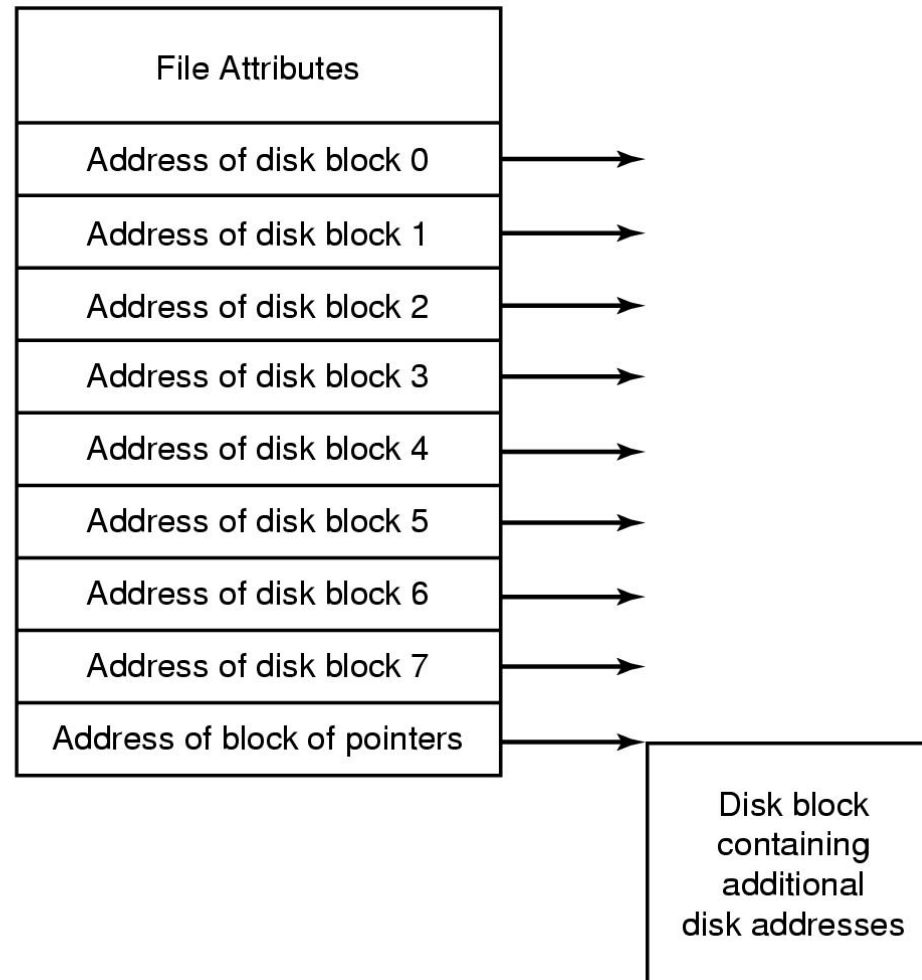 File Attributes
Address of disk block 0
Address of disk block 1
Address of disk block 2
Address of disk block 3
Address of disk block 4
Address of disk block 5
Address of disk block 6
Address of disk block 7
Address of block of pointers
Disk block
containing
additional
disk addresses